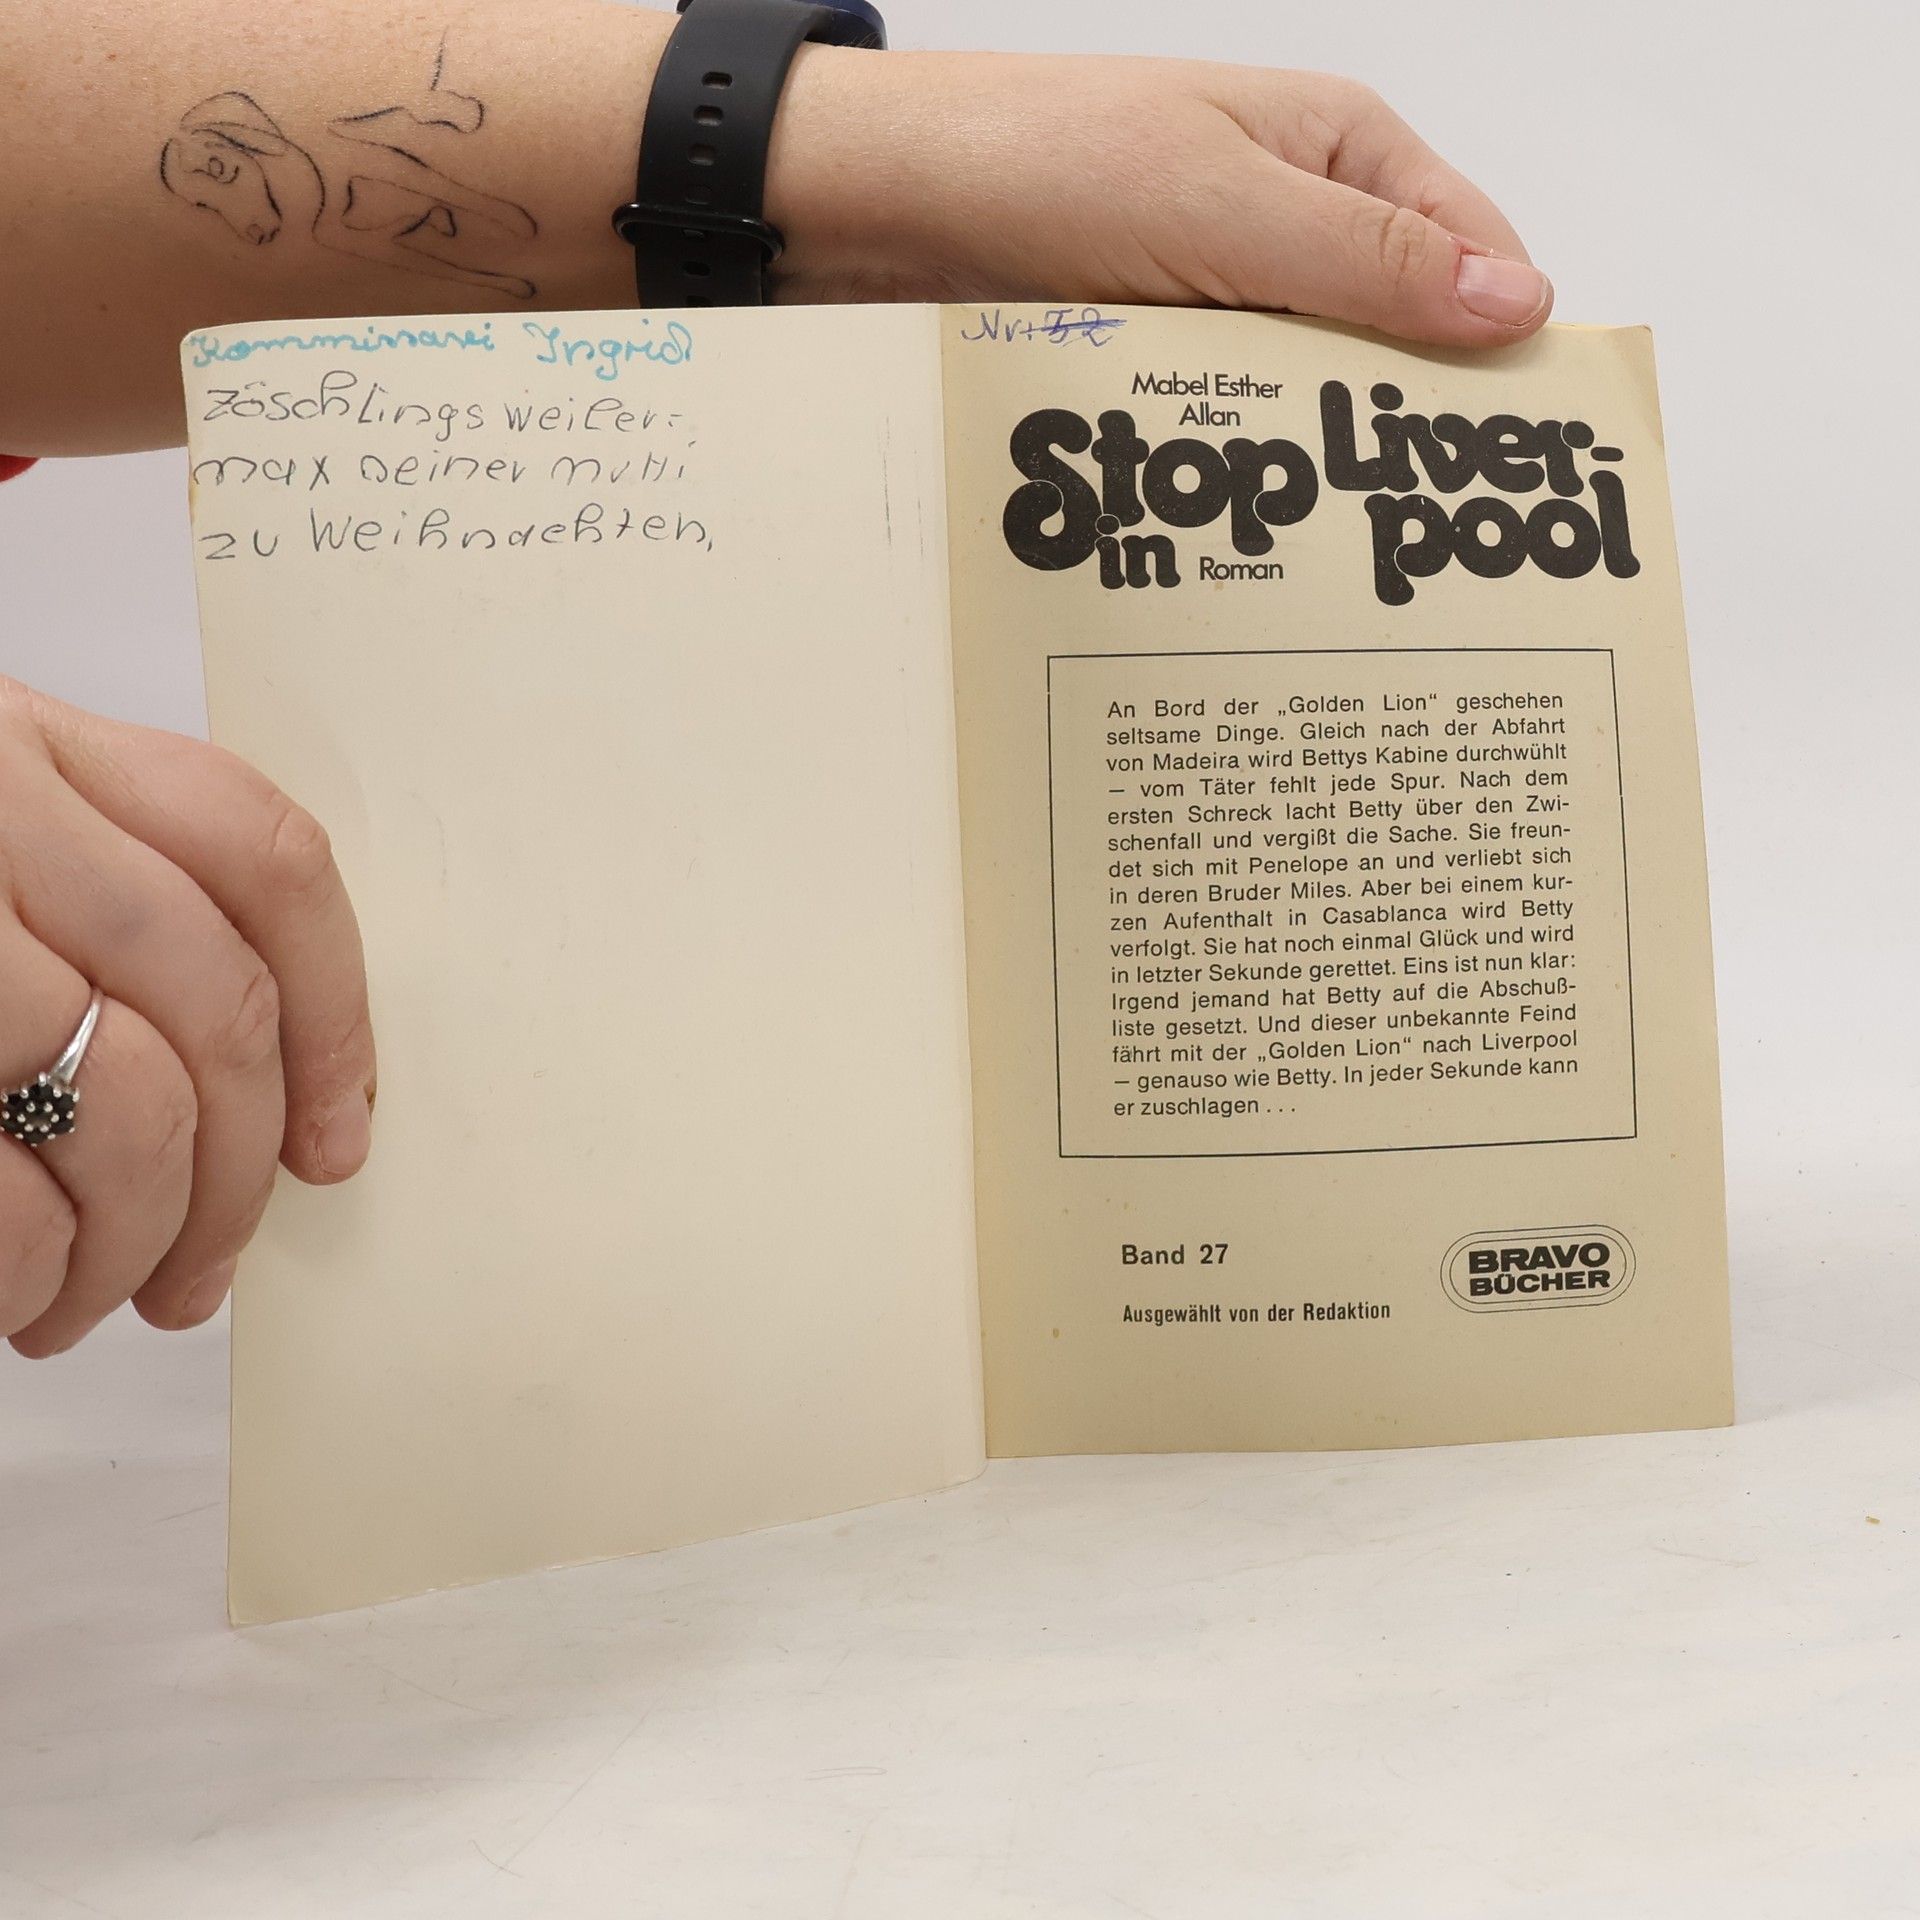 Kommissarei Ingrid
Zöschlingsweiler:
max seiner mutti
zu Weihnachten,
Nr: 52
Mabel Esther
Allan
Stop
in
Liver-
pool
Roman
An Bord der „Golden Lion“ geschehen
seltsame Dinge. Gleich nach der Abfahrt
von Madeira wird Bettys Kabine durchwühlt
– vom Täter fehlt jede Spur. Nach dem
ersten Schreck lacht Betty über den Zwi-
schenfall und vergißt die Sache. Sie freun-
det sich mit Penelope an und verliebt sich
in deren Bruder Miles. Aber bei einem kur-
zen Aufenthalt in Casablanca wird Betty
verfolgt. Sie hat noch einmal Glück und wird
in letzter Sekunde gerettet. Eins ist nun klar:
Irgend jemand hat Betty auf die Abschuß-
liste gesetzt. Und dieser unbekannte Feind
fährt mit der „Golden Lion“ nach Liverpool
– genauso wie Betty. In jeder Sekunde kann
er zuschlagen . . .
Band 27
Ausgewählt von der Redaktion
BRAVO
BÜCHER